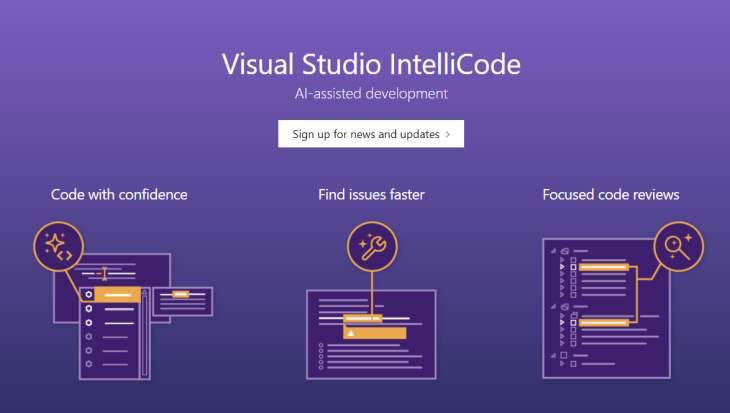 Visual Studio IntelliCode
AI-assisted development
Sign up for news and updates >
Code with confidence
Find issues faster
Focused code reviews